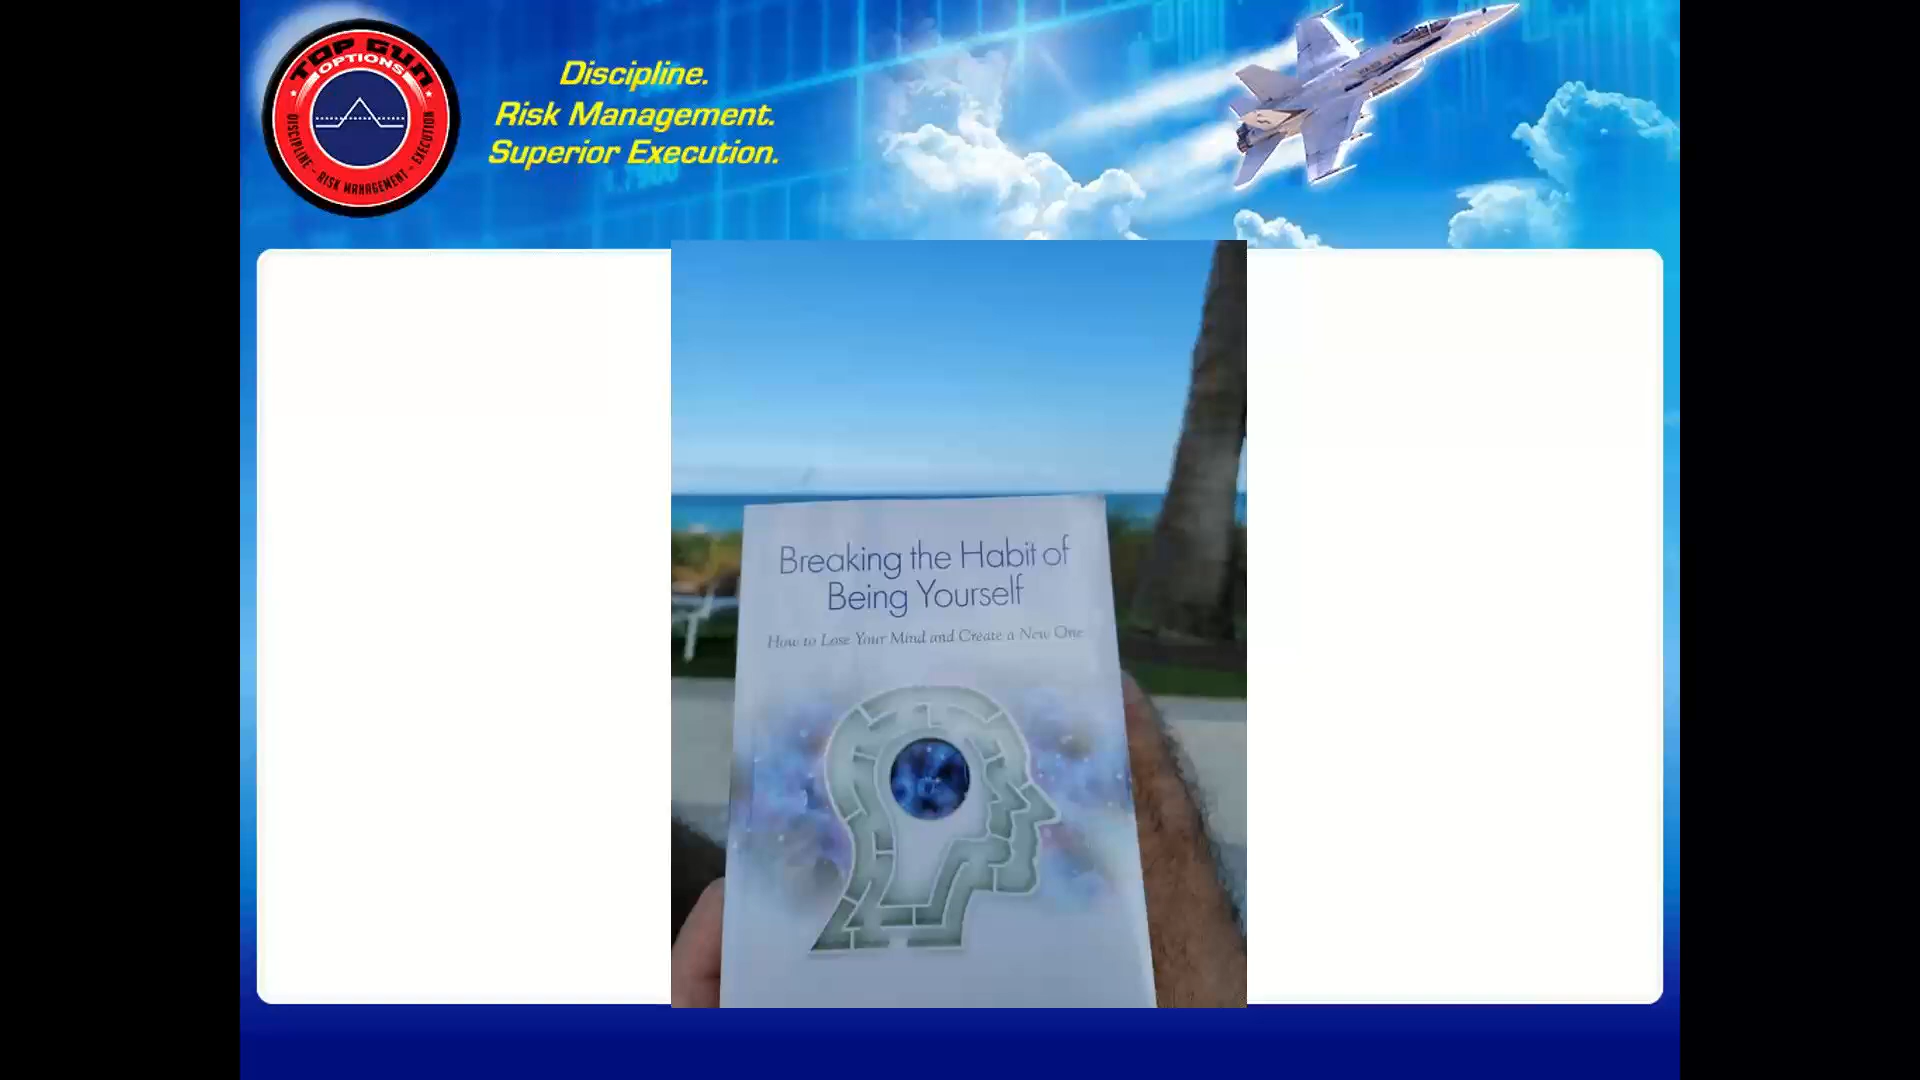 TOP GUN
OPTIONS
DISCIPLINE - RISK MANAGEMENT - EXECUTION
Discipline.
Risk Management.
Superior Execution.
Breaking the Habit of
Being Yourself
How to Lose Your Mind and Create a New One